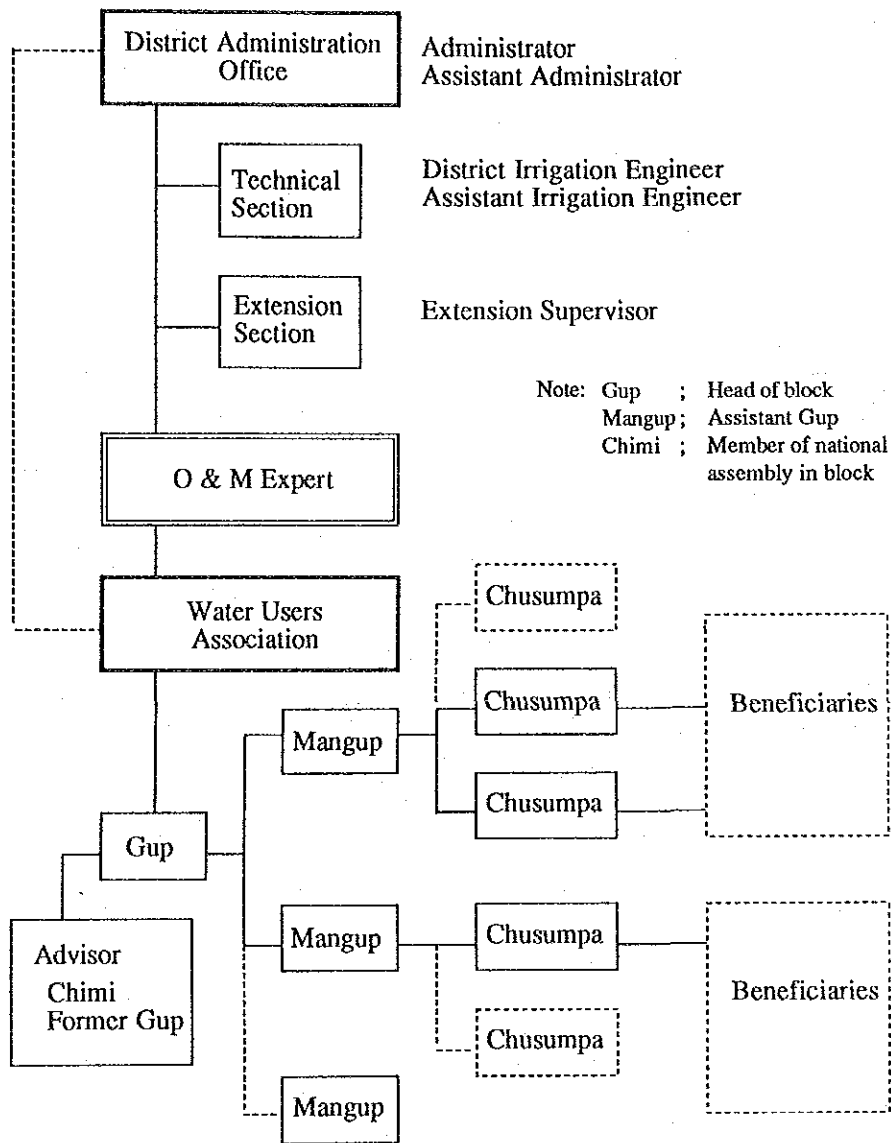 District Administration
Office
Administrator
Assistant Administrator
Technical
Section
District Irrigation Engineer
Assistant Irrigation Engineer
Extension
Section
Extension Supervisor
Note: Gup ; Head of block
Mangup ; Assistant Gup
Chimi ; Member of national
assembly in block
O & M Expert
Water Users
Association
Chusumpa
Mangup
Chusumpa
Beneficiaries
Chusumpa
Gup
Mangup
Chusumpa
Beneficiaries
Advisor
Chimi
Former Gup
Chusumpa
Mangup